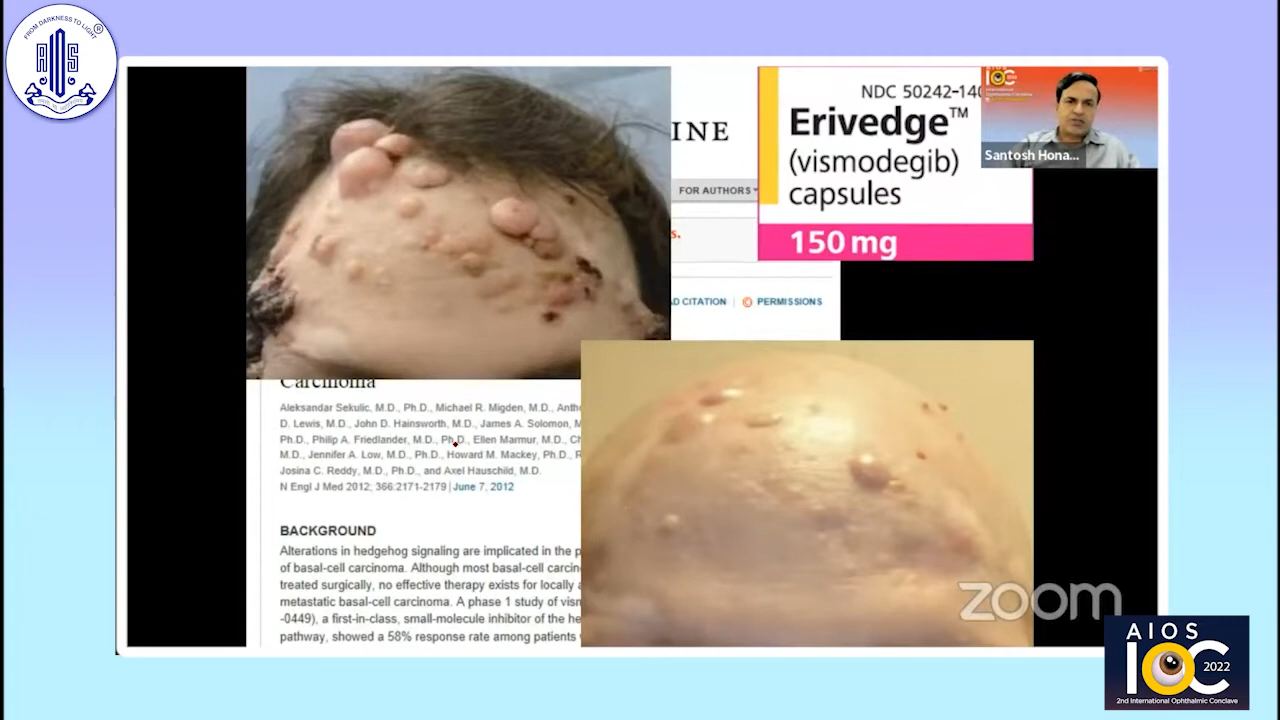 FROM DARKNESS TO LIGHT
®
AIOS
INE
NDC 50242-140
Erivedge™
(vismodegib)
capsules
150 mg
AIOS
IOC
Santosh Hona...
FOR AUTHORS
s.
D CITATION | © PERMISSIONS
Carcinoma
Aleksandar Sekulic, M.D., Ph.D., Michael R. Migden, M.D., Antho
D. Lewis, M.D., John D. Hainsworth, M.D., James A. Solomon, M
Ph.D., Philip A. Friedlander, M.D., Ph.D., Ellen Marmur, M.D., Ch
M.D., Jennifer A. Low, M.D., Ph.D., Howard M. Mackey, Ph.D., R
Josina C. Reddy, M.D., Ph.D., and Axel Hauschild, M.D.
N Engl J Med 2012; 366:2171-2179 | June 7, 2012
BACKGROUND
Alterations in hedgehog signaling are implicated in the p
of basal-cell carcinoma. Although most basal-cell carcin
treated surgically, no effective therapy exists for locally a
metastatic basal-cell carcinoma. A phase 1 study of vism
-0449), a first-in-class, small-molecule inhibitor of the he
pathway, showed a 58% response rate among patients
zoom
AIOS
IOC
2022
2nd International Ophthalmic Conclave